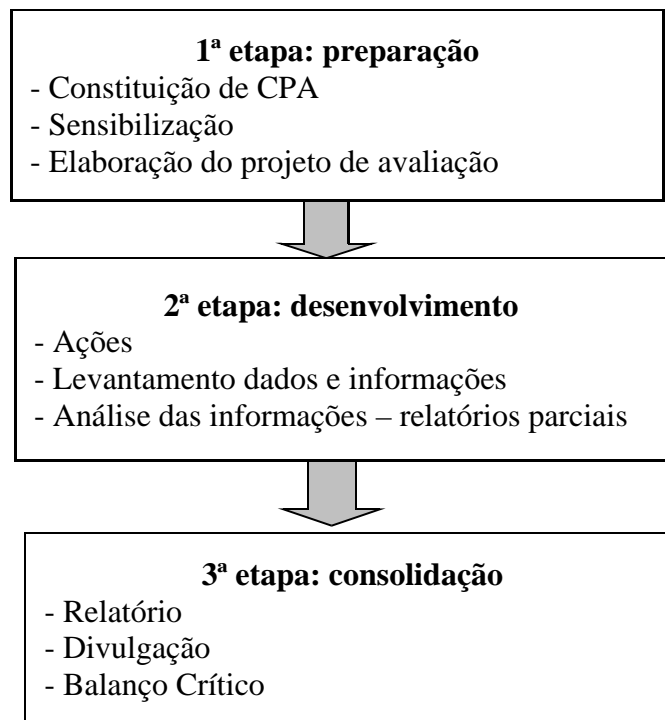 1ª etapa: preparação
- Constituição de CPA
- Sensibilização
- Elaboração do projeto de avaliação
2ª etapa: desenvolvimento
- Ações
- Levantamento dados e informações
- Análise das informações – relatórios parciais
3ª etapa: consolidação
- Relatório
- Divulgação
- Balanço Crítico